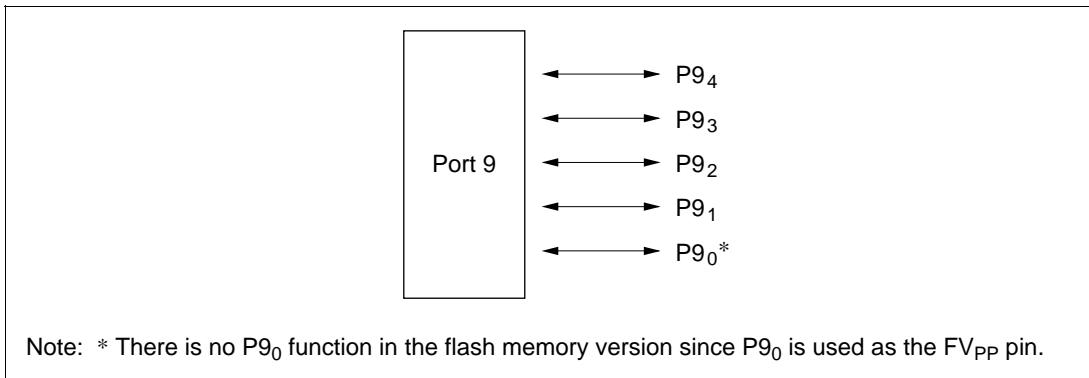 P9₄
P9₃
Port 9
P9₂
P9₁
P9₀*
Note: * There is no P9₀ function in the flash memory version since P9₀ is used as the FVPP pin.